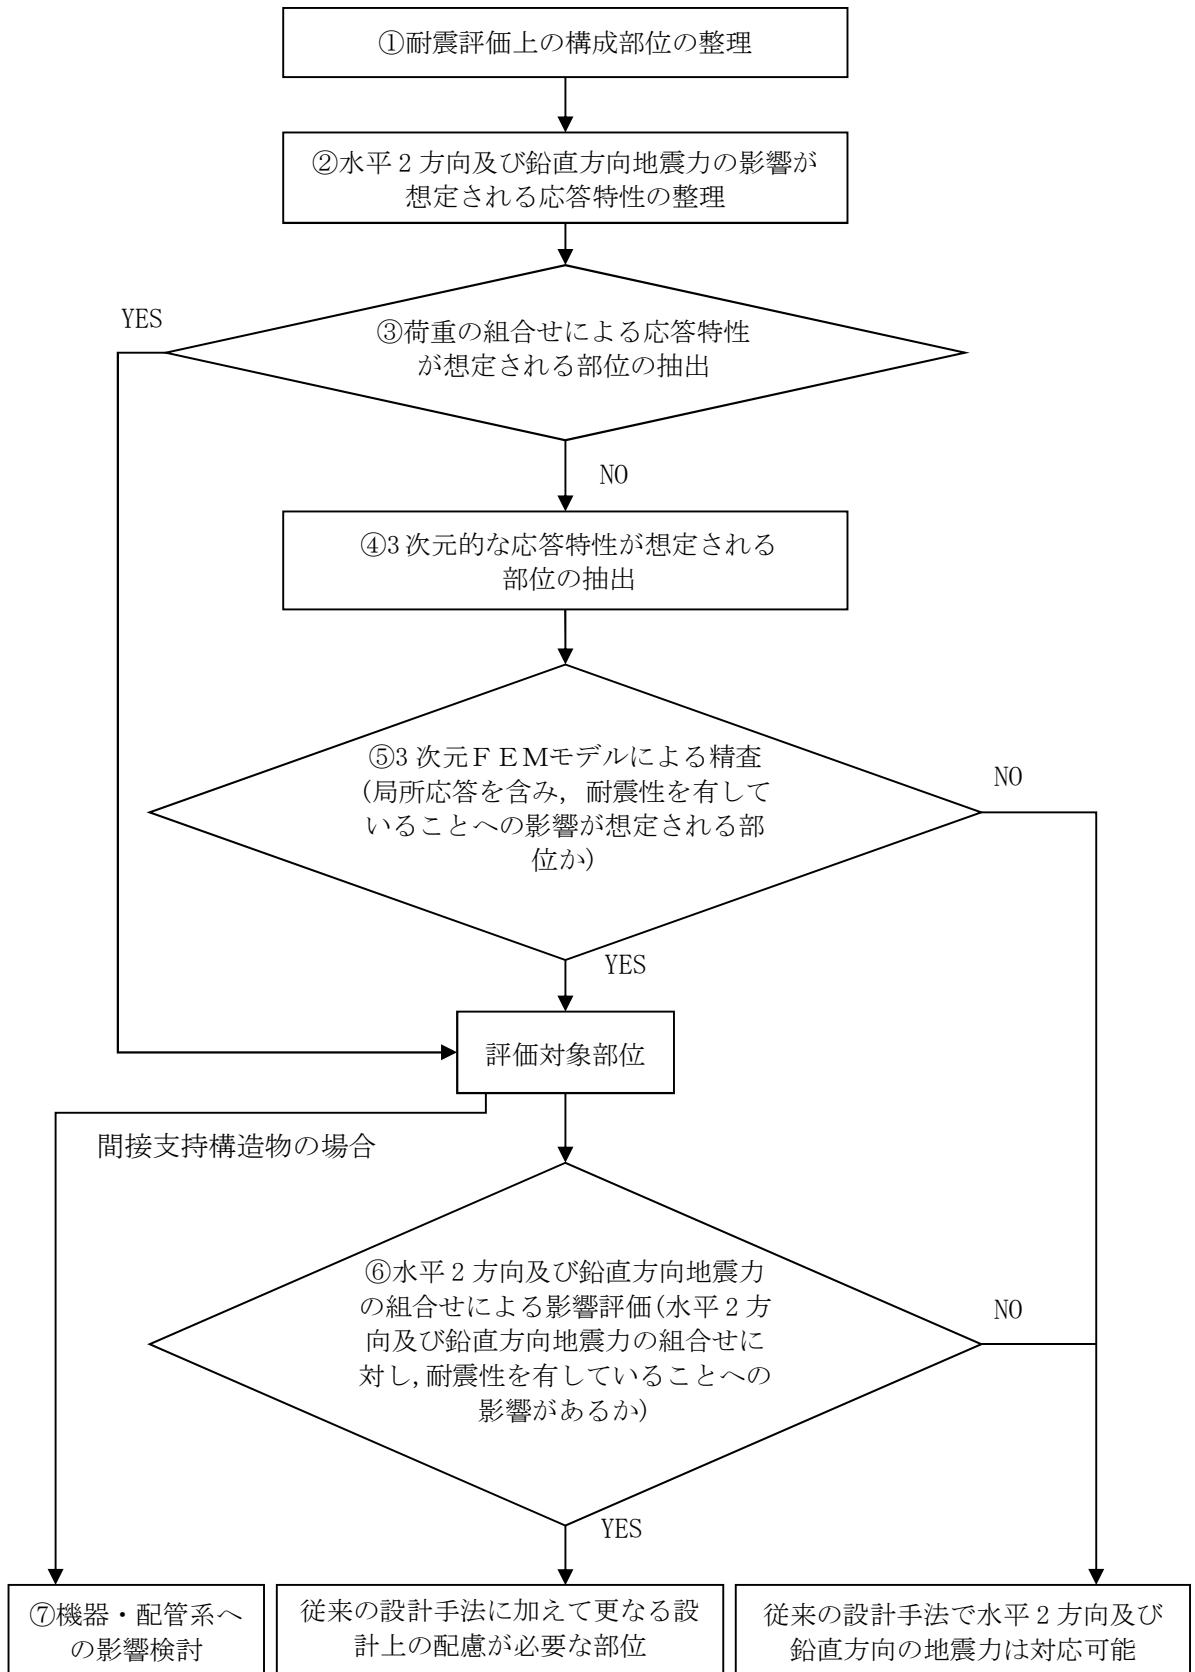 ①耐震評価上の構成部位の整理
②水平２方向及び鉛直方向地震力の影響が
想定される応答特性の整理
YES
③荷重の組合せによる応答特性
が想定される部位の抽出
NO
④3 次元的な応答特性が想定される
部位の抽出
⑤3 次元ＦＥＭモデルによる精査
(局所応答を含み，耐震性を有して
いることへの影響が想定される部
位か)
NO
YES
評価対象部位
間接支持構造物の場合
⑥水平２方向及び鉛直方向地震力
の組合せによる影響評価(水平２方
向及び鉛直方向地震力の組合せに
対し,耐震性を有していることへの
影響があるか)
NO
YES
⑦機器・配管系へ
の影響検討
従来の設計手法に加えて更なる設
計上の配慮が必要な部位
従来の設計手法で水平２方向及び
鉛直方向の地震力は対応可能